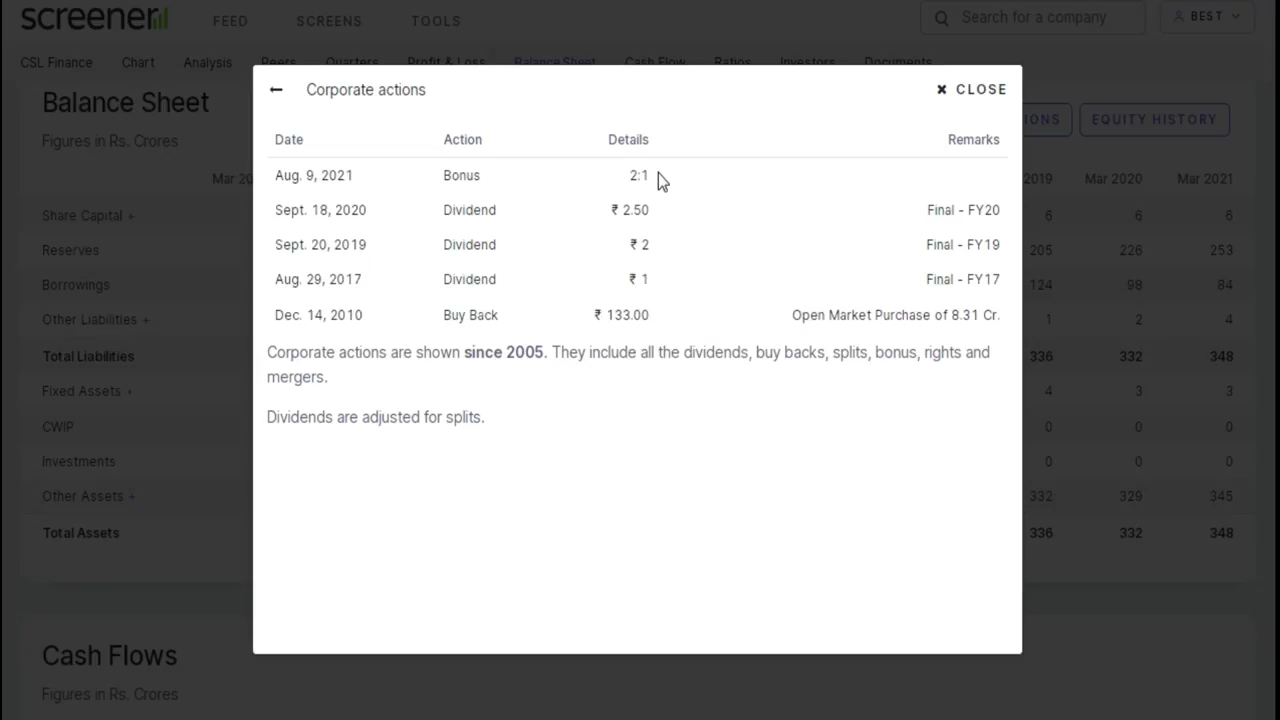 screener
FEED SCREENS TOOLS
Search for a company
BEST
CSL Finance Chart Analysis Peers Quarters Profit & Loss Balance Sheet Cash Flow Ratios Investors Documents
Corporate actions
✖ CLOSE
Date Action Details Remarks
Aug. 9, 2021 Bonus 2:1
Sept. 18, 2020 Dividend ₹ 2.50 Final - FY20
Sept. 20, 2019 Dividend ₹ 2 Final - FY19
Aug. 29, 2017 Dividend ₹ 1 Final - FY17
Dec. 14, 2010 Buy Back ₹ 133.00 Open Market Purchase of 8.31 Cr.
Corporate actions are shown since 2005. They include all the dividends, buy backs, splits, bonus, rights and
mergers.
Dividends are adjusted for splits.
Balance Sheet
Figures in Rs. Crores
EQUITY HISTORY
2019 Mar 2020 Mar 2021
Share Capital + 6 6 6
Reserves 205 226 253
Borrowings 124 98 84
Other Liabilities + 1 2 4
Total Liabilities 336 332 348
Fixed Assets + 4 3 3
CWIP 0 0 0
Investments 0 0 0
Other Assets + 332 329 345
Total Assets 336 332 348
Cash Flows
Figures in Rs. Crores